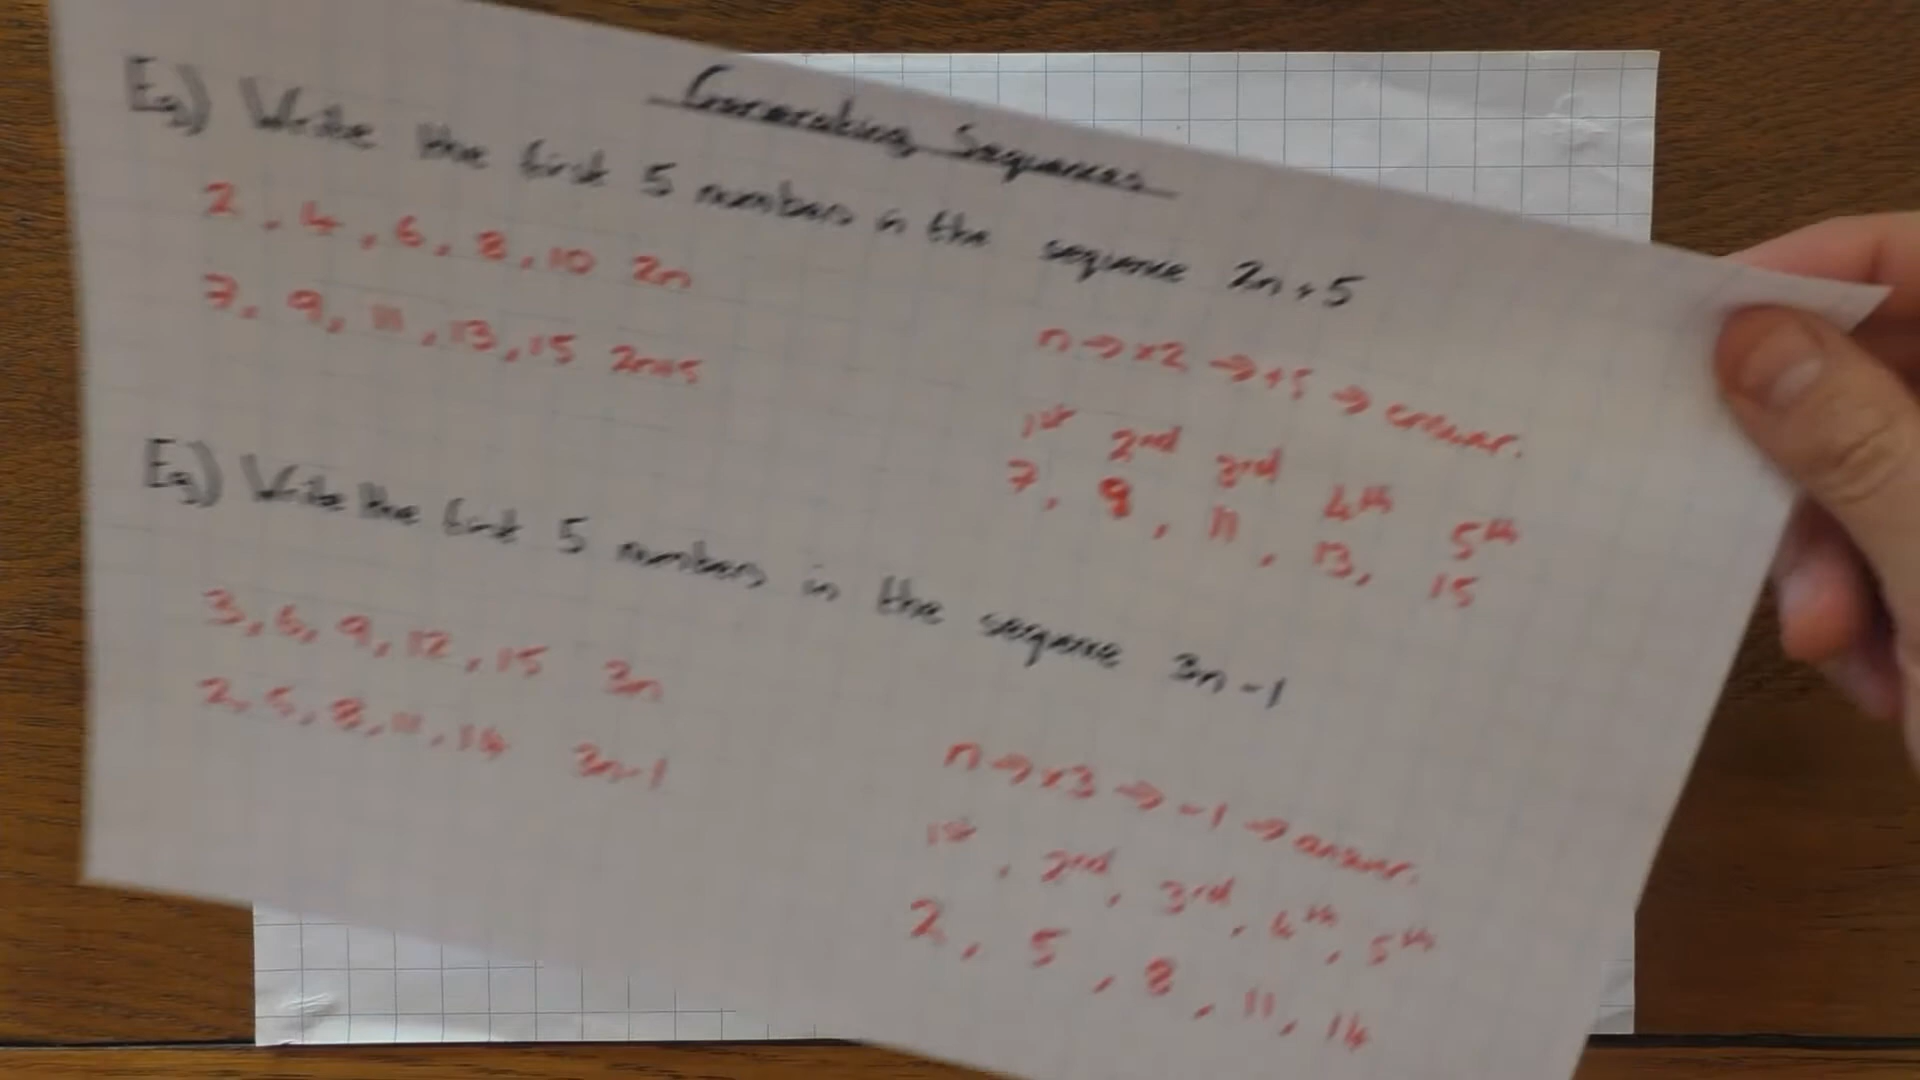 Generating Sequences
Eg) Write the first 5 numbers in the sequence 2n+5
2, 4, 6, 8, 10 2n
7, 9, 11, 13, 15 2n+5
n → x2 → +5 → answer.
1st 2nd 3rd 4th 5th
7, 9, 11, 13, 15
Eg) Write the first 5 numbers in the sequence 3n-1
3, 6, 9, 12, 15 3n
2, 5, 8, 11, 14 3n-1
n → x3 → -1 → answer.
1st, 2nd, 3rd, 4th, 5th
2, 5, 8, 11, 14